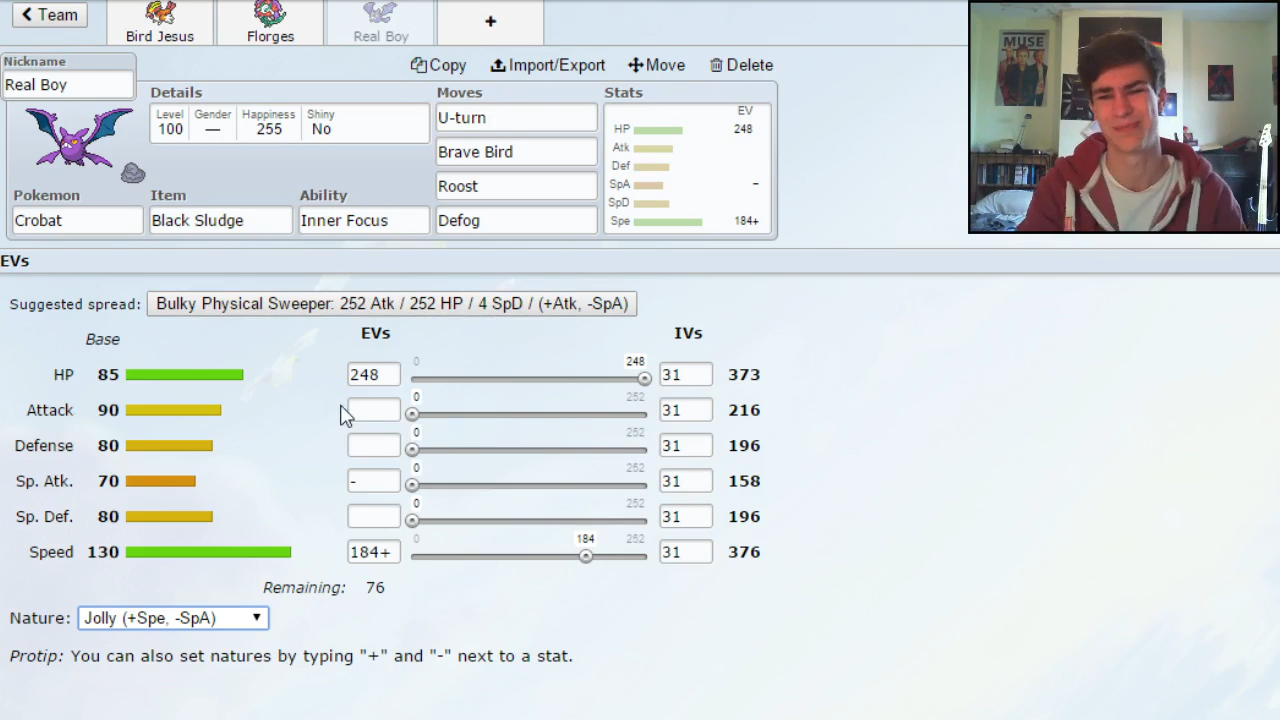 Team
Bird Jesus
Florges
Real Boy
+
Nickname
Real Boy
Copy
Import/Export
Move
Delete
Details
Level
100
Gender
—
Happiness
255
Shiny
No
Moves
U-turn
Brave Bird
Roost
Defog
Stats
EV
HP 248
Atk
Def
SpA -
SpD
Spe 184+
Pokemon
Crobat
Item
Black Sludge
Ability
Inner Focus
MUSE
EVs
Suggested spread: Bulky Physical Sweeper: 252 Atk / 252 HP / 4 SpD / (+Atk, -SpA)
Base EVs IVs
HP 85 248 0 248 31 373
Attack 90 0 252 31 216
Defense 80 0 252 31 196
Sp. Atk. 70 - 0 252 31 158
Sp. Def. 80 0 252 31 196
Speed 130 184+ 0 184 252 31 376
Remaining: 76
Nature: Jolly (+Spe, -SpA)
Protip: You can also set natures by typing "+" and "-" next to a stat.